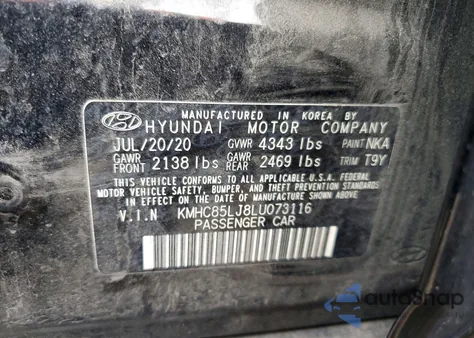 MANUFACTURED IN KOREA BY
HYUNDAI MOTOR COMPANY
JUL/20/20 GVWR 4343 lbs PAINT NKA
GAWR FRONT 2138 lbs GAWR REAR 2469 lbs TRIM T9Y
THIS VEHICLE CONFORMS TO ALL APPLICABLE U.S.A. FEDERAL
MOTOR VEHICLE SAFETY, BUMPER, AND THEFT PREVENTION STANDARDS
IN EFFECT ON THE DATE OF MANUFACTURE SHOWN ABOVE.
V.I.N KMHC85LJ8LU073116
PASSENGER CAR
autoSnap